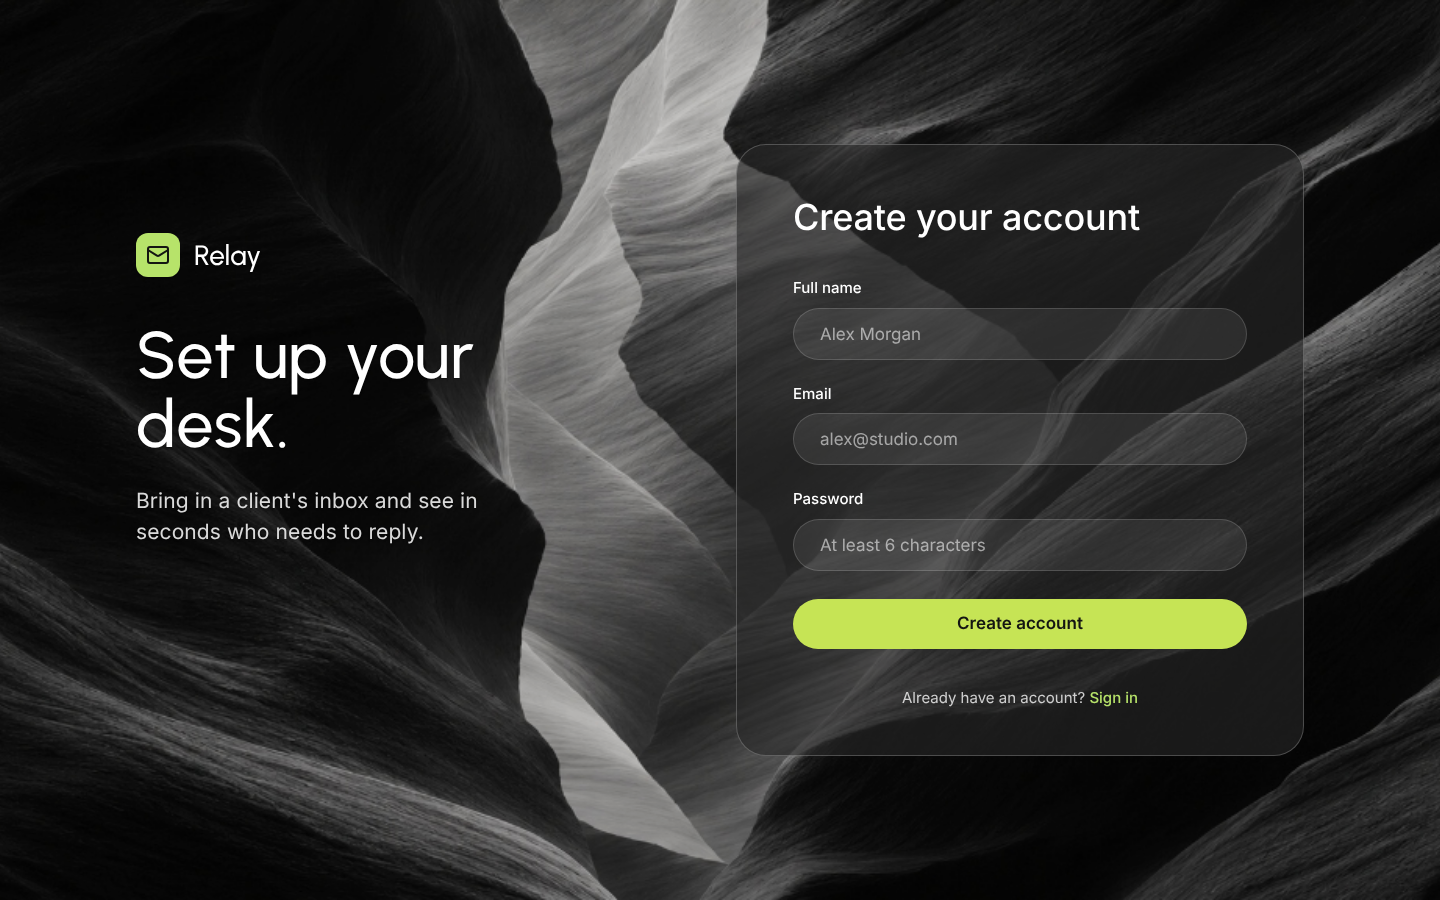 Relay
Set up your
desk.
Bring in a client's inbox and see in
seconds who needs to reply.
Create your account
Full name
Alex Morgan
Email
alex@studio.com
Password
At least 6 characters
Create account
Already have an account? Sign in